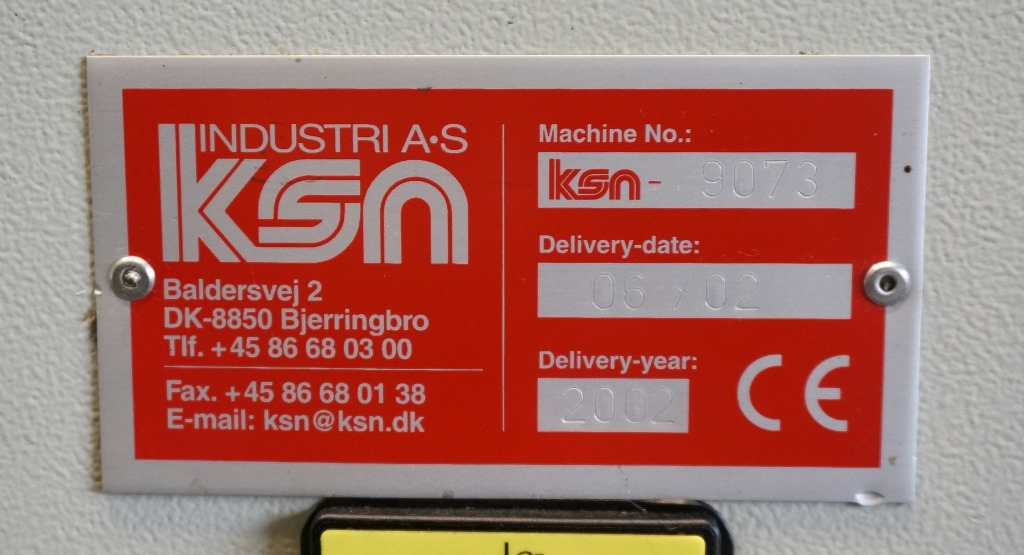 INDUSTRI A·S
ksn
Baldersvej 2
DK-8850 Bjerringbro
Tlf. +45 86 68 03 00
Fax. +45 86 68 01 38
E-mail: ksn@ksn.dk
Machine No.:
ksn- 9073
Delivery-date:
06 / 02
Delivery-year:
2002
CE